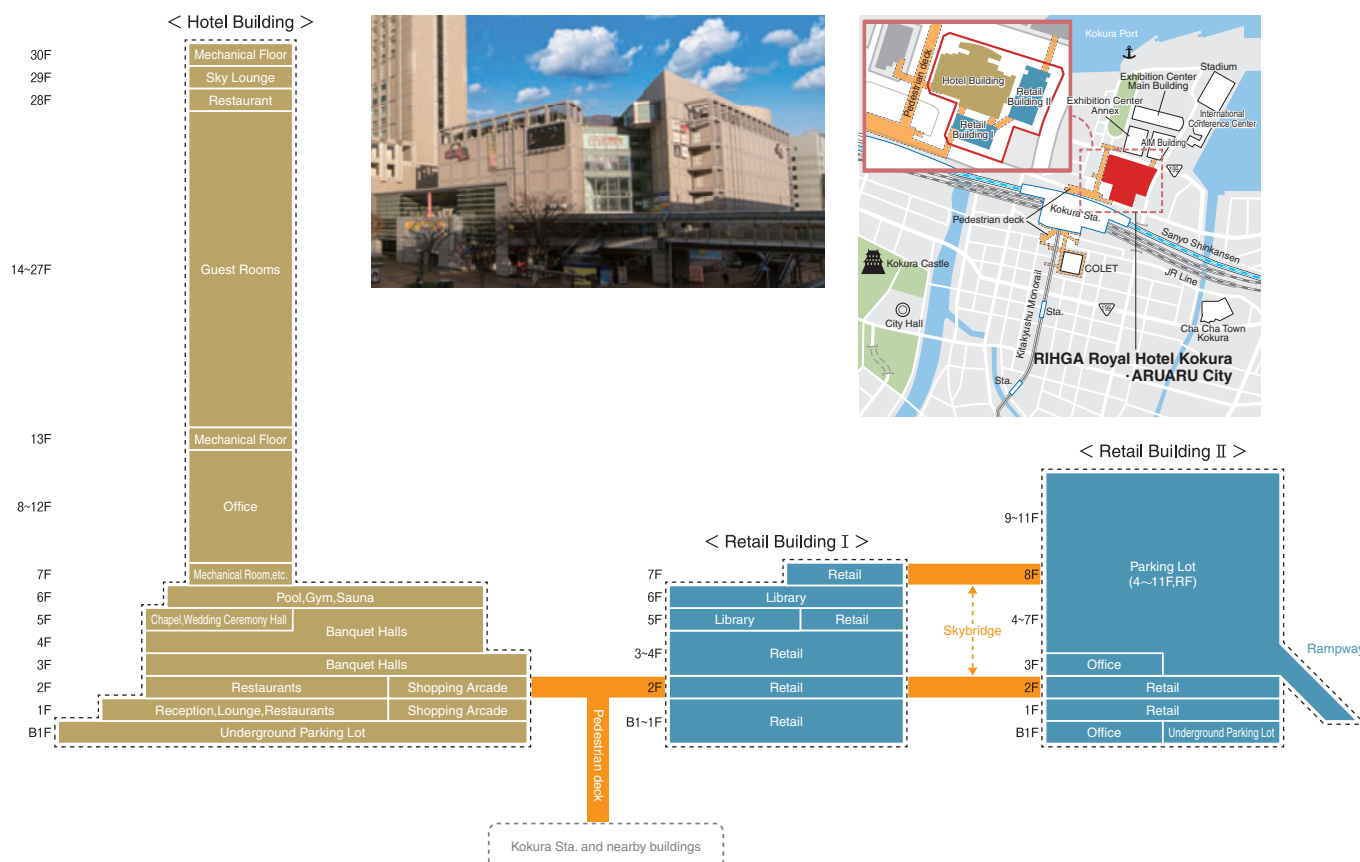 < Hotel Building >
30F
Mechanical Floor
29F
Sky Lounge
28F
Restaurant
14~27F
Guest Rooms
13F
Mechanical Floor
8~12F
Office
7F
Mechanical Room,etc.
6F
Pool,Gym,Sauna
5F
Chapel,Wedding Ceremony Hall
4F
Banquet Halls
3F
Banquet Halls
2F
Restaurants
Shopping Arcade
1F
Reception,Lounge,Restaurants
Shopping Arcade
B1F
Underground Parking Lot
Pedestrian deck
Kokura Sta. and nearby buildings
< Retail Building I >
7F
Retail
6F
Library
5F
Library
Retail
3~4F
Retail
2F
Retail
B1~1F
Retail
Skybridge
< Retail Building II >
9~11F
8F
Parking Lot
(4~11F,RF)
4~7F
Rampway
3F
Office
2F
Retail
1F
Retail
B1F
Office
Underground Parking Lot
Pedestrian deck
Hotel Building
Retail
Building II
Retail
Building I
Kokura Port
Stadium
Exhibition Center
Main Building
Exhibition Center
Annex
International
Conference Center
AIM Building
199
Kokura Sta.
Pedestrian deck
Sanyo Shinkansen
JR Line
Kokura Castle
COLET
City Hall
Kitakyushu Monorail
Sta.
199
Cha Cha Town
Kokura
RIHGA Royal Hotel Kokura
·ARUARU City
Sta.